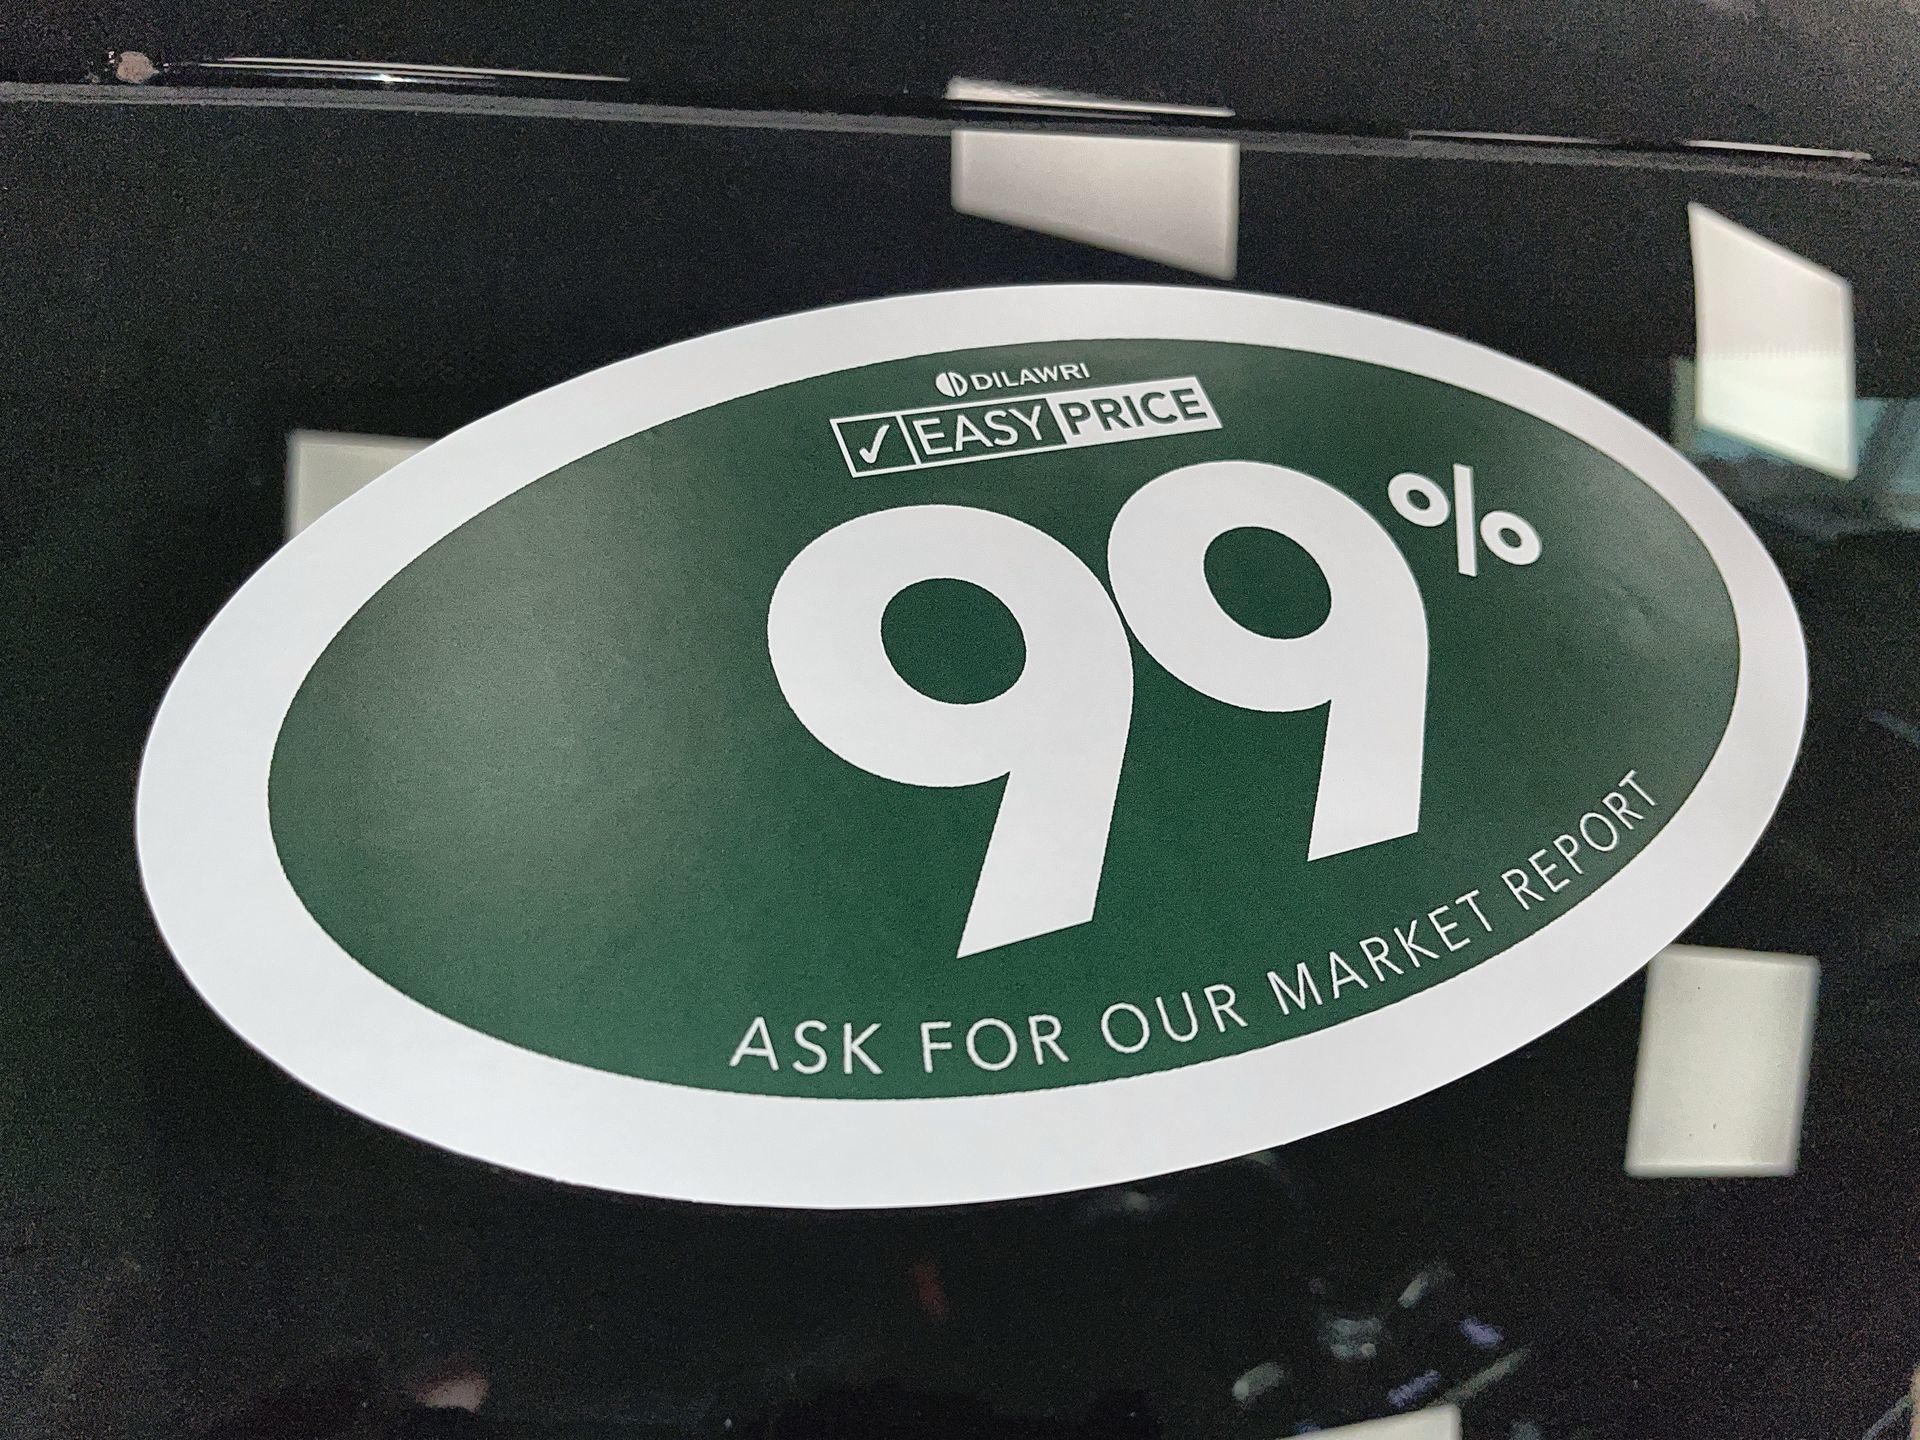 DILAWRI
✓ EASY PRICE
99%
ASK FOR OUR MARKET REPORT